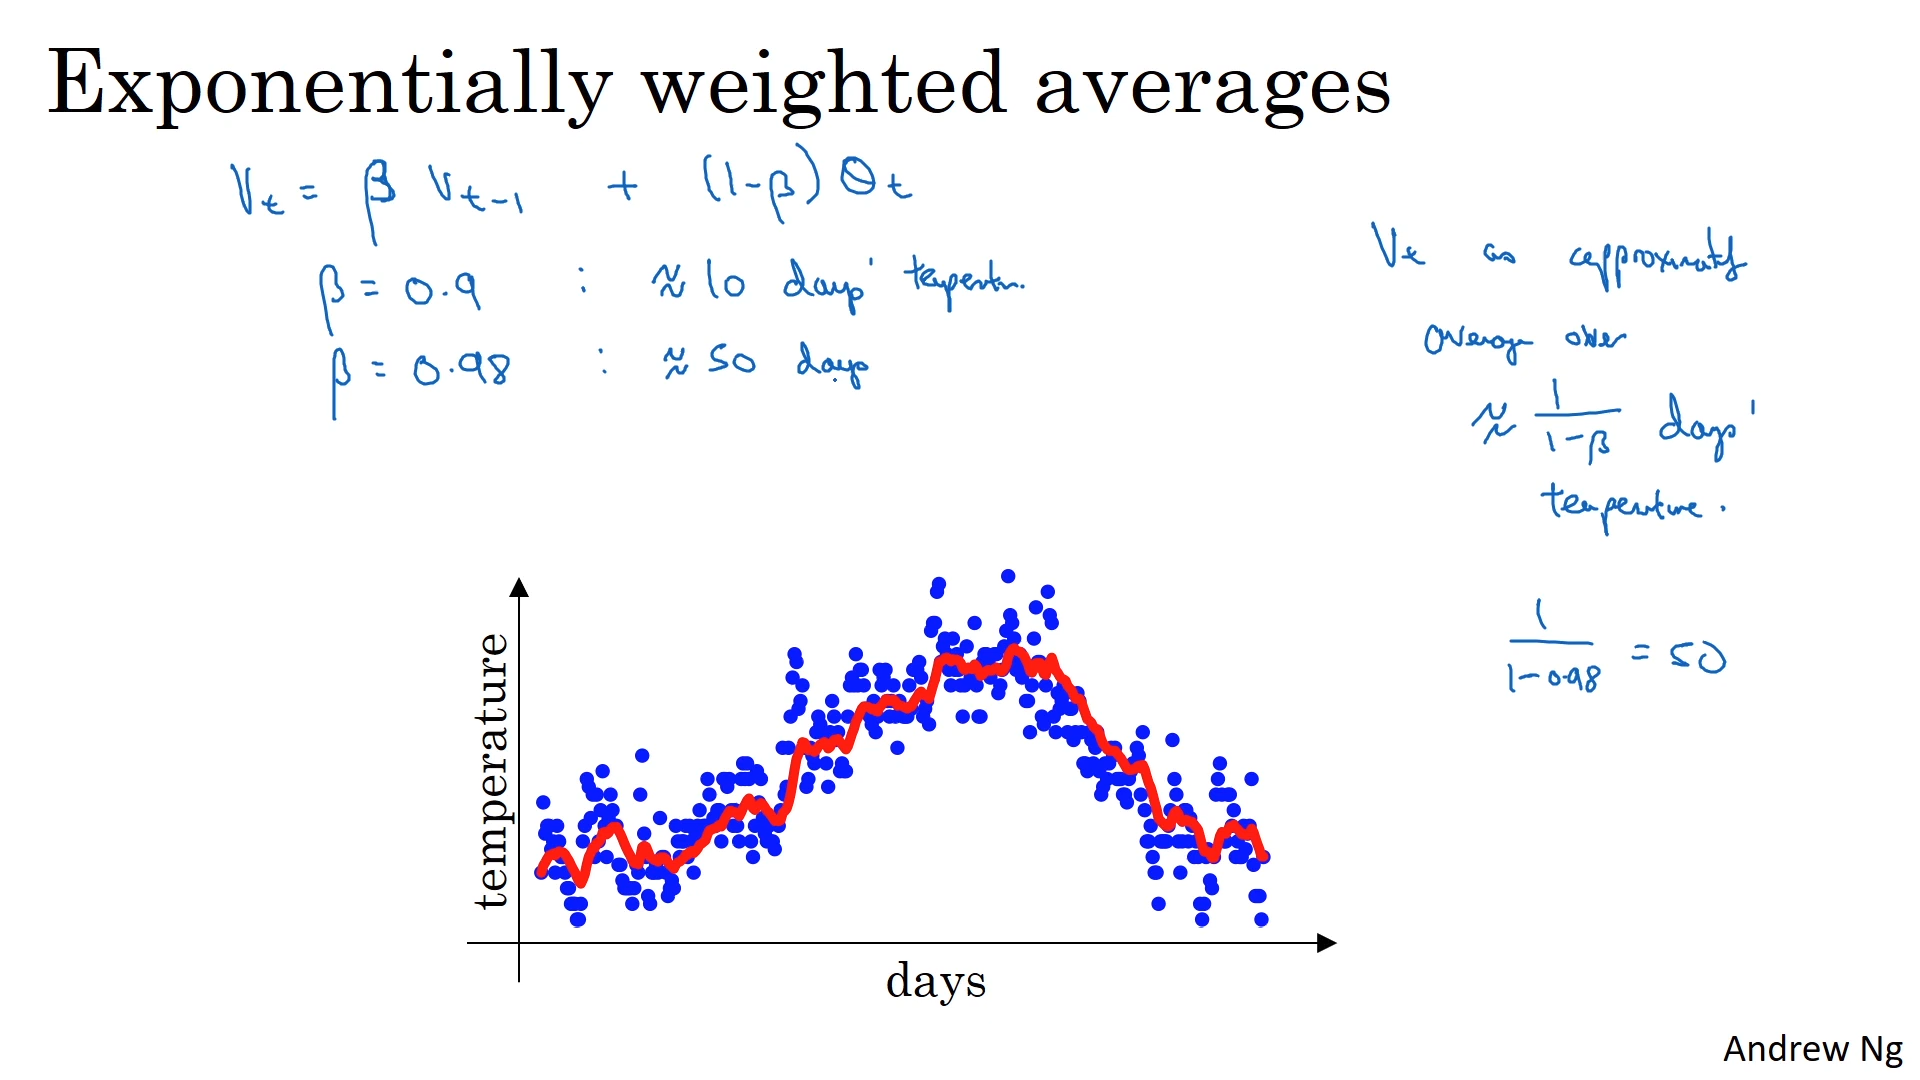 Exponentially weighted averages
Vt = β Vt-1 + (1-β) θt
β = 0.9 : ≈ 10 days'
β = 0.98 : ≈ 50 days
Vt as approximately
average over
≈ 1/(1-β) days'
temperature.
1/(1-0.98) = 50
temperature
days
Andrew Ng